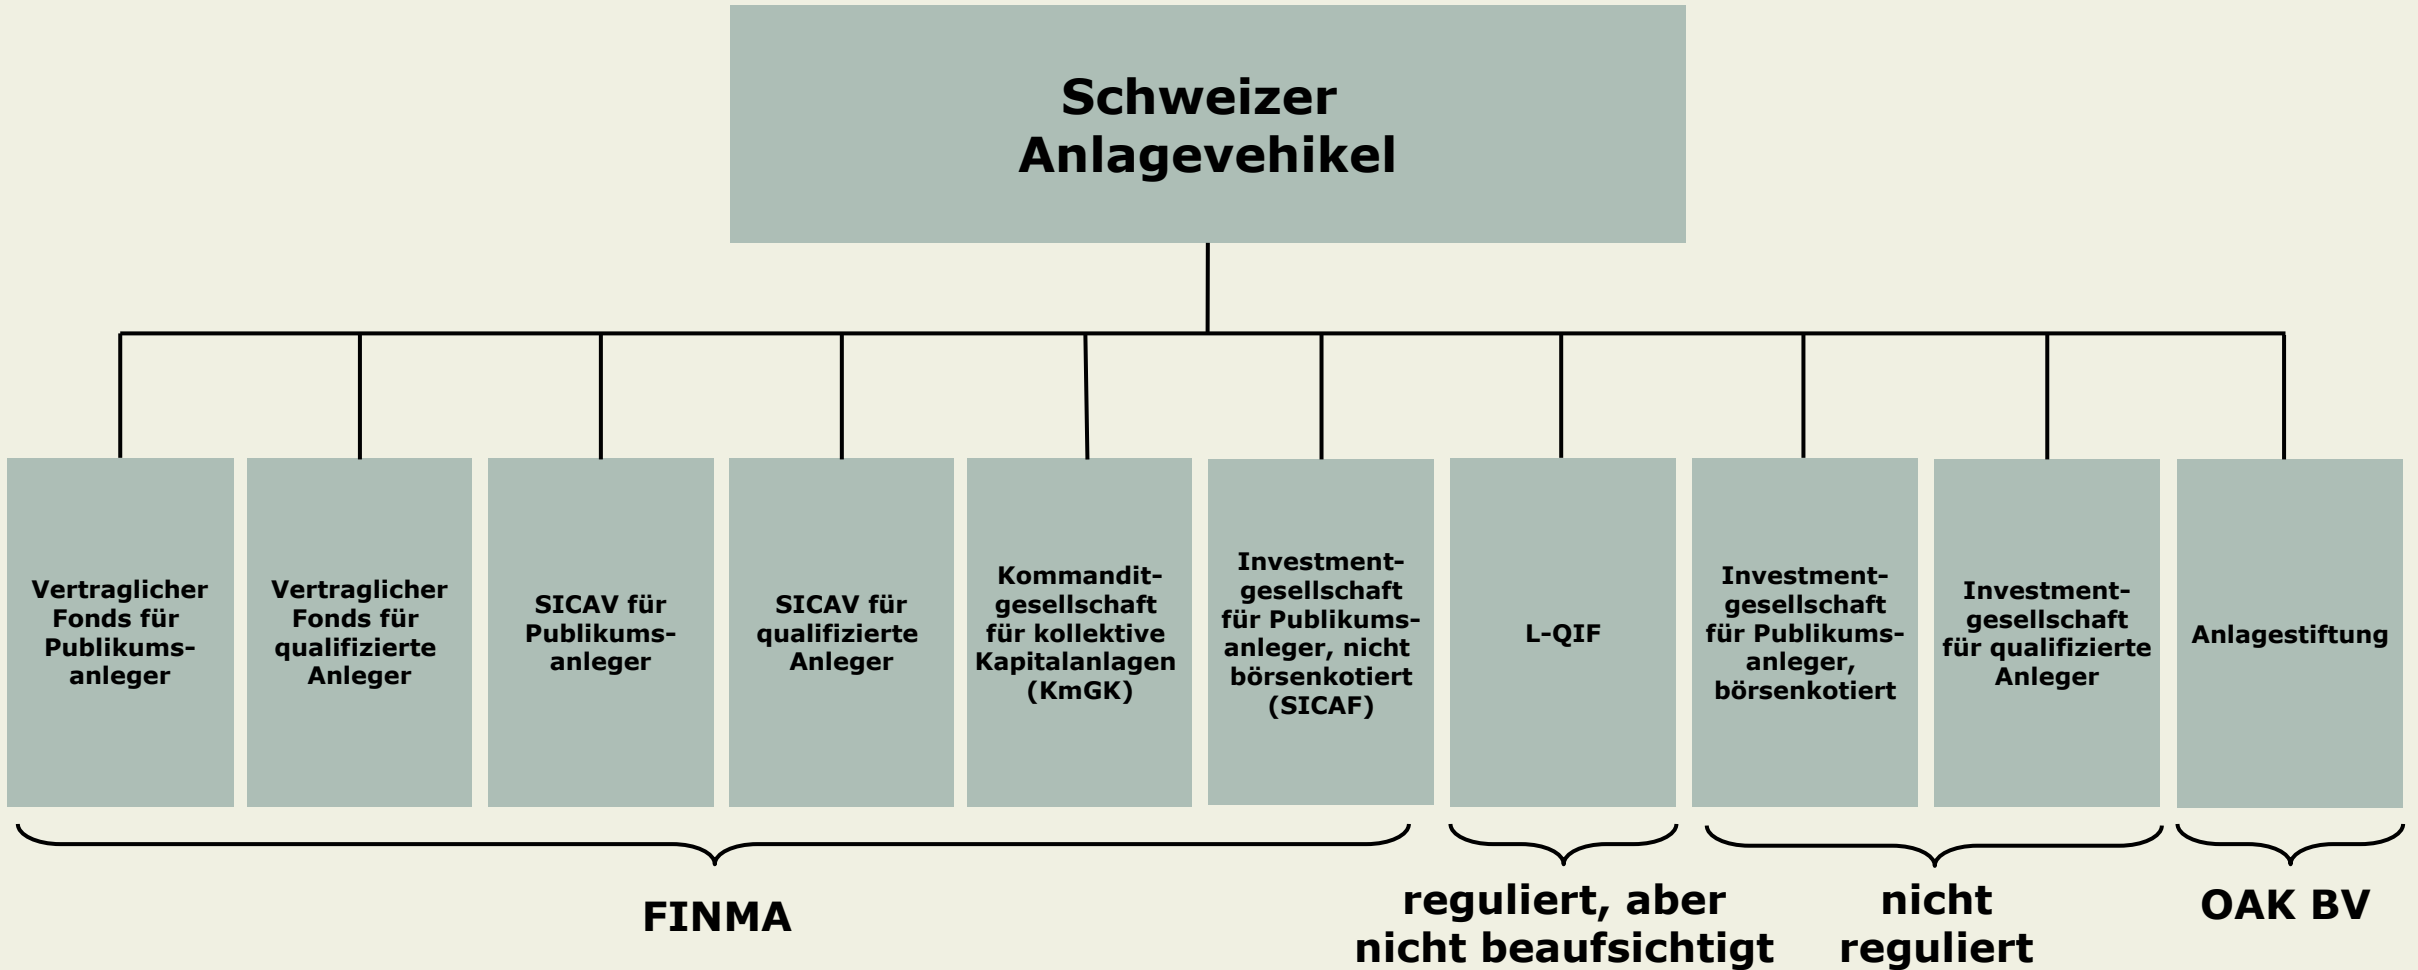 Schweizer
Anlagevehikel
Vertraglicher
Fonds für
Publikums-
anleger
Vertraglicher
Fonds für
qualifizierte
Anleger
SICAV für
Publikums-
anleger
SICAV für
qualifizierte
Anleger
Kommandit-
gesellschaft
für kollektive
Kapitalanlagen
(KmGK)
Investment-
gesellschaft
für Publikums-
anleger, nicht
börsenkotiert
(SICAF)
L-QIF
Investment-
gesellschaft
für Publikums-
anleger,
börsenkotiert
Investment-
gesellschaft
für qualifizierte
Anleger
Anlagestiftung
FINMA
reguliert, aber
nicht beaufsichtigt
nicht
reguliert
OAK BV